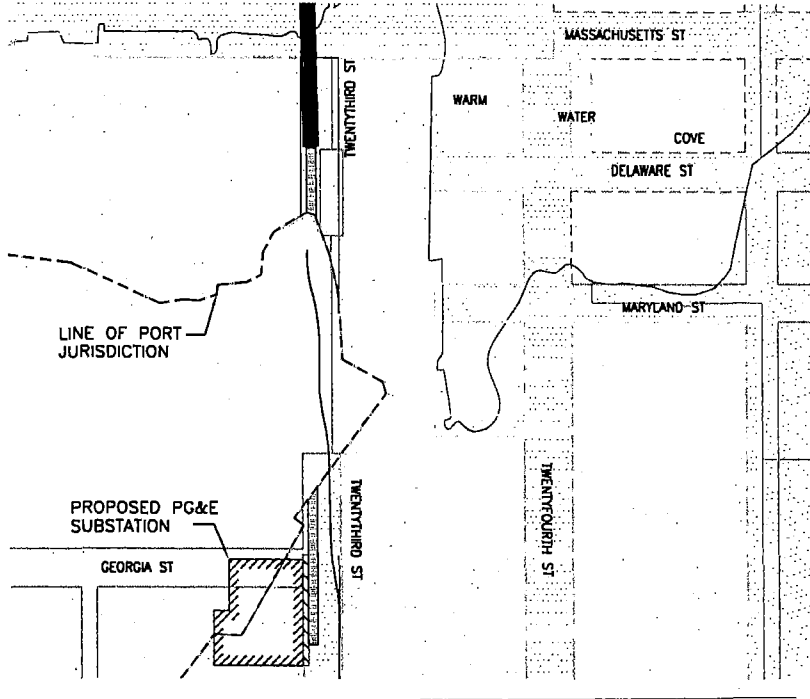 MASSACHUSETTS ST
TWENTYTHIRD ST
WARM
WATER
COVE
DELAWARE ST
MARYLAND ST
LINE OF PORT
JURISDICTION
PROPOSED PG&E
SUBSTATION
TWENTYTHIRD ST
TWENTYFOURTH ST
GEORGIA ST